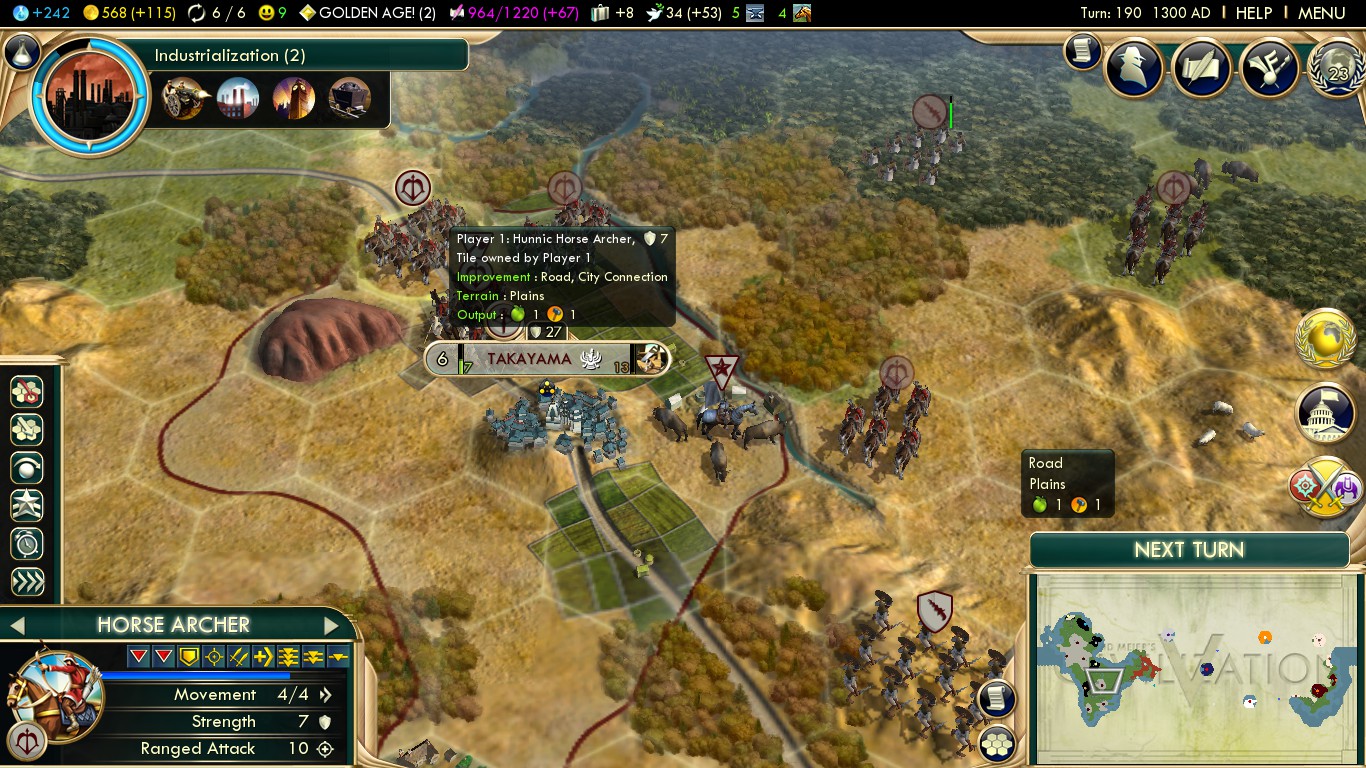 +242 568 (+115) 6 / 6 9 GOLDEN AGE! (2) 964/1220 (+67) +8 34 (+53) 5 4 Turn: 190 1300 AD HELP MENU
Industrialization (2)
23
Player 1: Hunnic Horse Archer, 7
Tile owned by Player 1
Improvement : Road, City Connection
Terrain : Plains
Output : 1 1
27
6 7 TAKAYAMA 13
Road
Plains
1 1
NEXT TURN
HORSE ARCHER
Movement 4/4
Strength 7
Ranged Attack 10